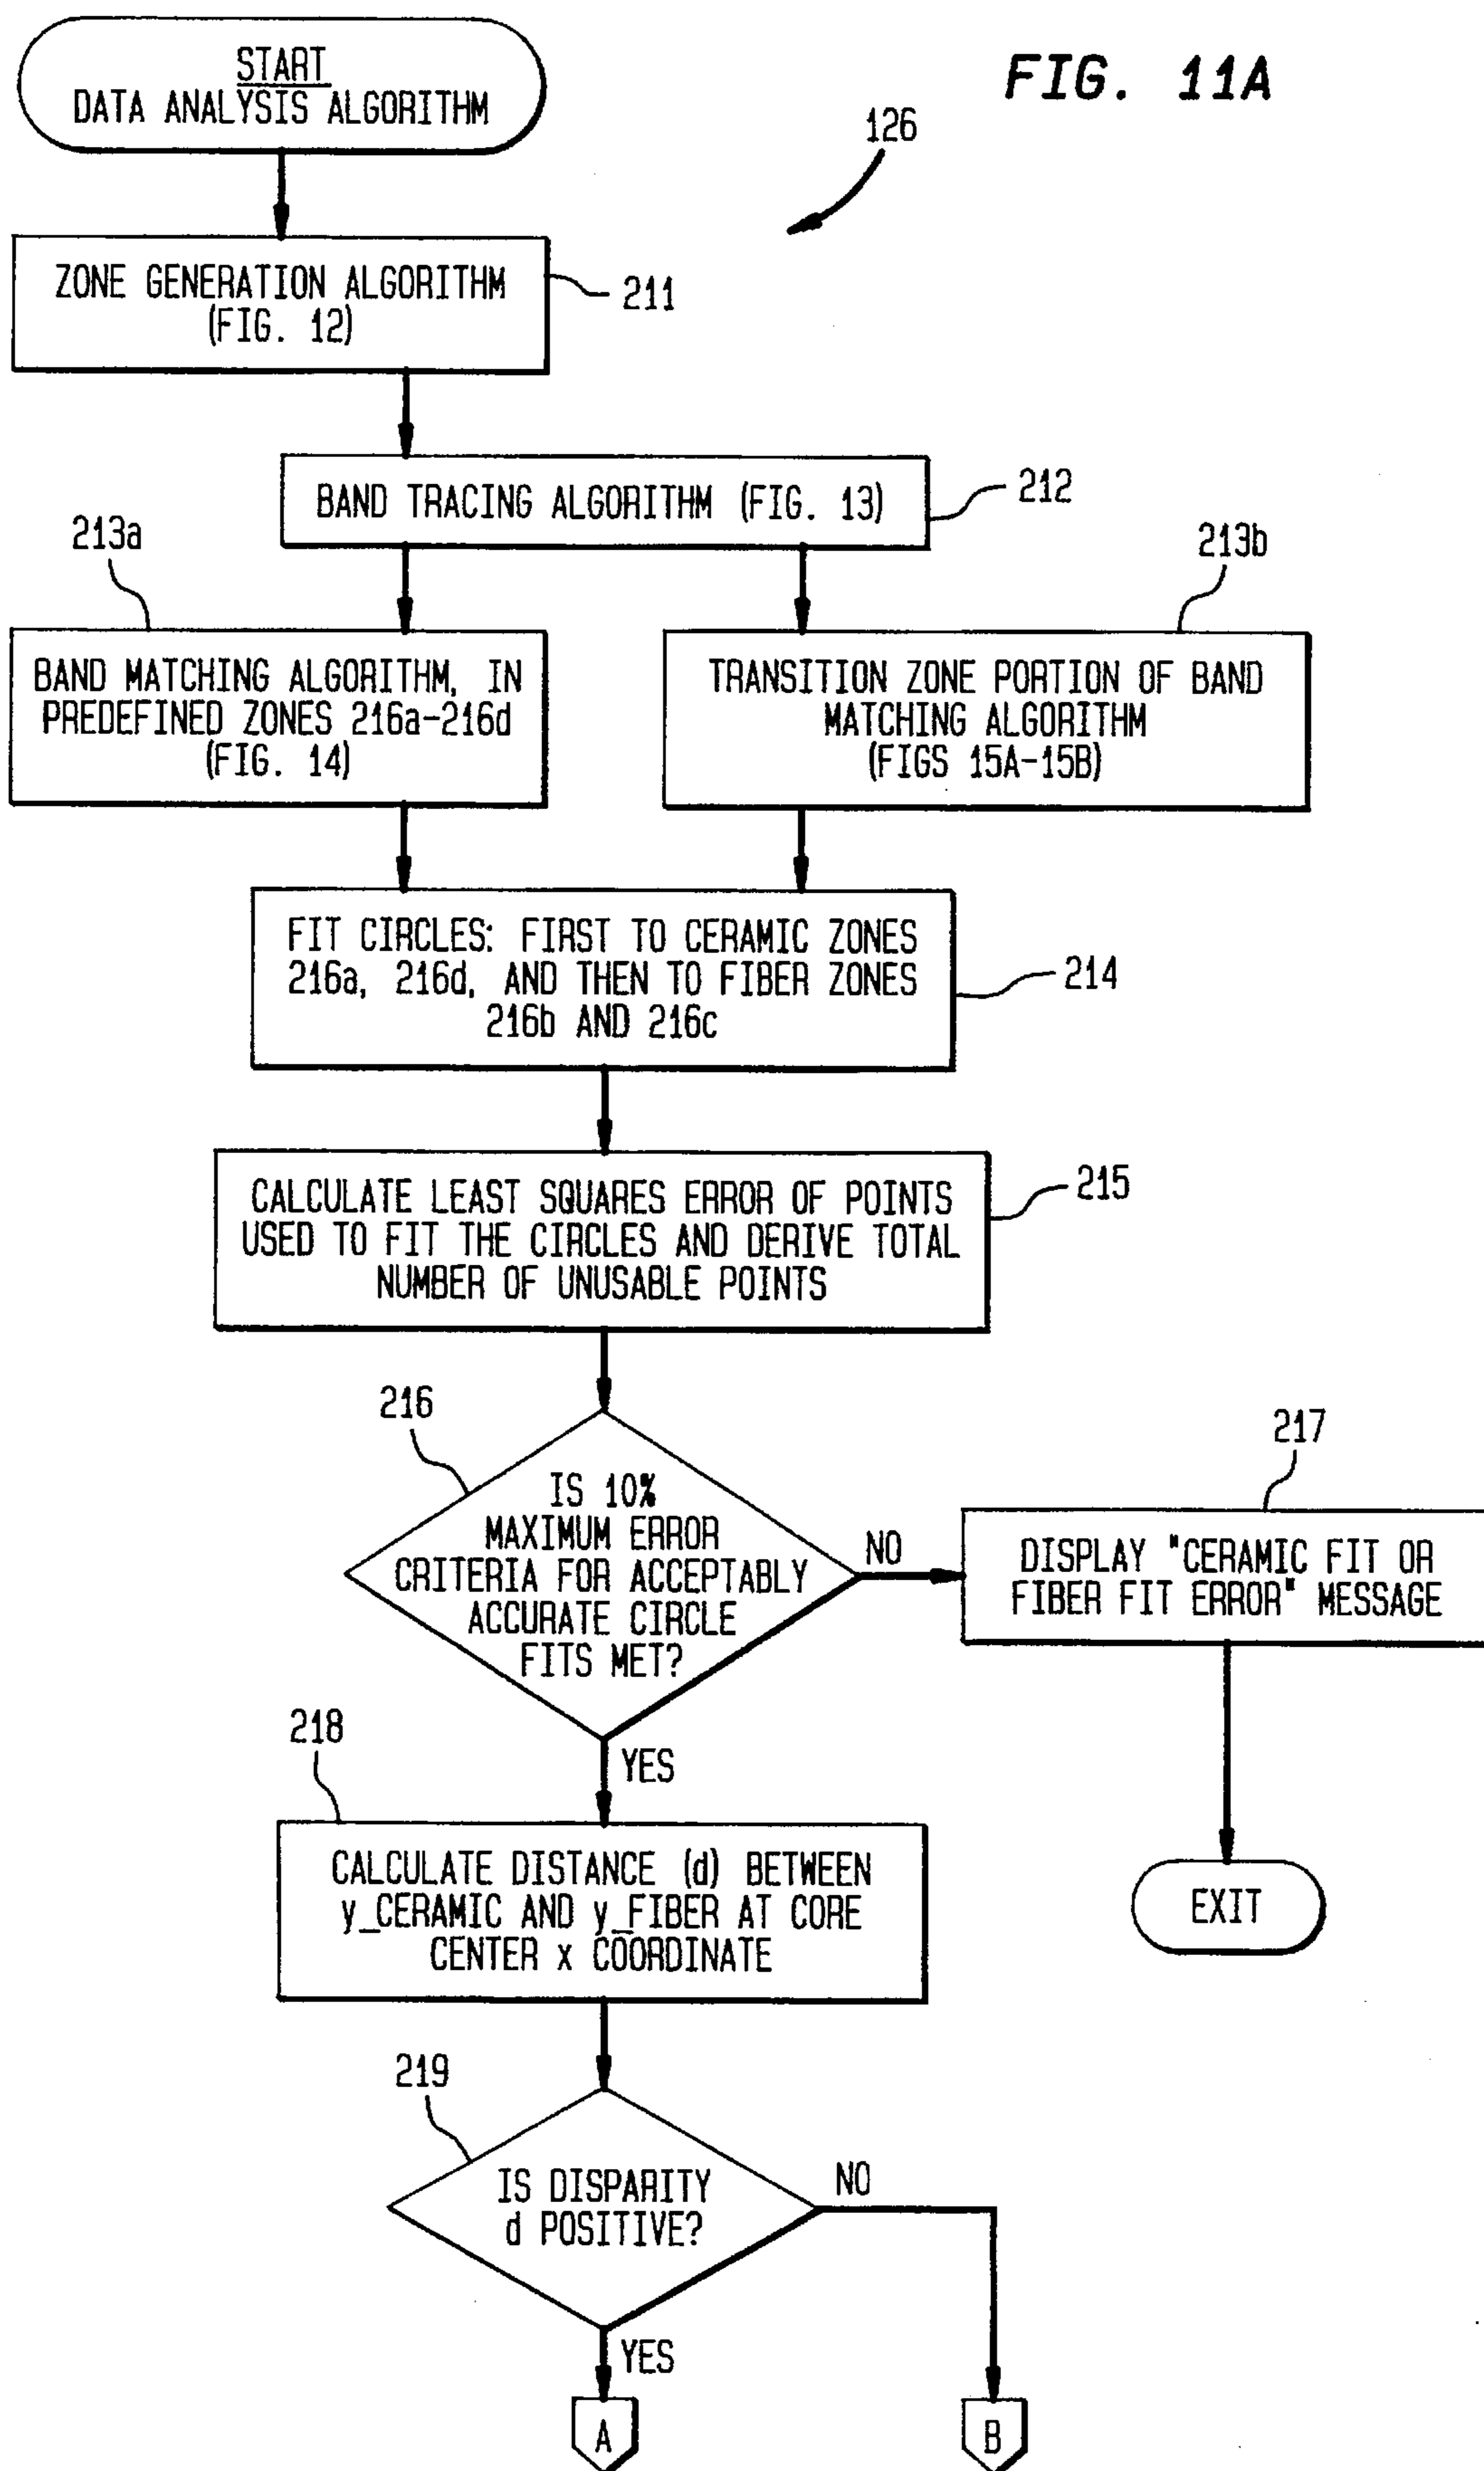 FIG. 11A
START
DATA ANALYSIS ALGORITHM
126
ZONE GENERATION ALGORITHM
(FIG. 12)
211
BAND TRACING ALGORITHM (FIG. 13)
212
213a
213b
BAND MATCHING ALGORITHM, IN
PREDEFINED ZONES 216a-216d
(FIG. 14)
TRANSITION ZONE PORTION OF BAND
MATCHING ALGORITHM
(FIGS 15A-15B)
FIT CIRCLES: FIRST TO CERAMIC ZONES
216a, 216d, AND THEN TO FIBER ZONES
216b AND 216c
214
CALCULATE LEAST SQUARES ERROR OF POINTS
USED TO FIT THE CIRCLES AND DERIVE TOTAL
NUMBER OF UNUSABLE POINTS
215
216
IS 10%
MAXIMUM ERROR
CRITERIA FOR ACCEPTABLY
ACCURATE CIRCLE
FITS MET?
NO
217
DISPLAY "CERAMIC FIT OR
FIBER FIT ERROR" MESSAGE
EXIT
YES
218
CALCULATE DISTANCE (d) BETWEEN
y_CERAMIC AND y_FIBER AT CORE
CENTER x COORDINATE
219
IS DISPARITY
d POSITIVE?
NO
YES
A
B